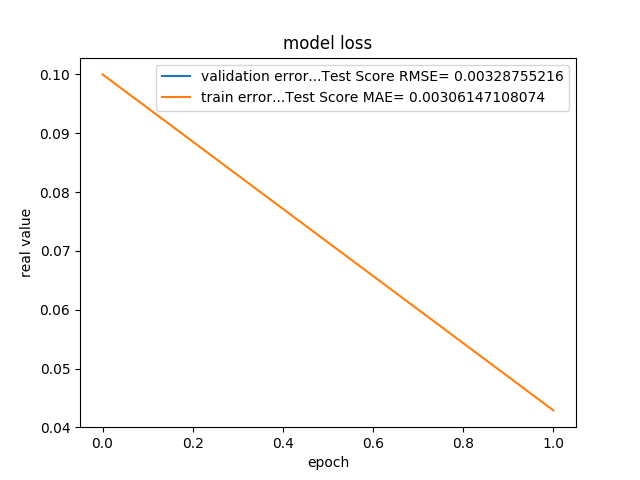 model loss
validation error...Test Score RMSE= 0.00328755216
train error...Test Score MAE= 0.00306147108074
real value
0.10
0.09
0.08
0.07
0.06
0.05
0.04
0.0 0.2 0.4 0.6 0.8 1.0
epoch